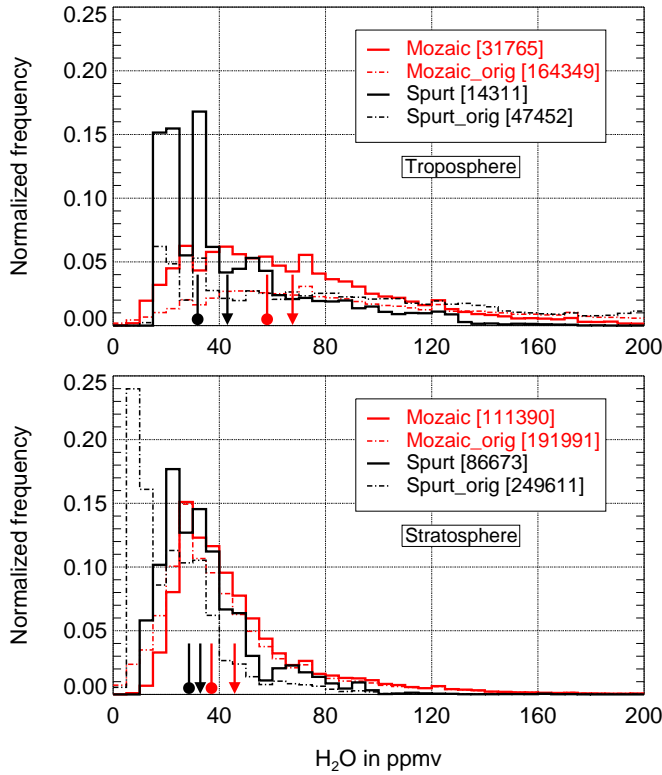 0.25
0.20
0.15
0.10
0.05
0.00
Normalized frequency
Mozaic [31765]
Mozaic_orig [164349]
Spurt [14311]
Spurt_orig [47452]
Troposphere
0 40 80 120 160 200
0.25
0.20
0.15
0.10
0.05
0.00
Normalized frequency
Mozaic [111390]
Mozaic_orig [191991]
Spurt [86673]
Spurt_orig [249611]
Stratosphere
0 40 80 120 160 200
H₂O in ppmv